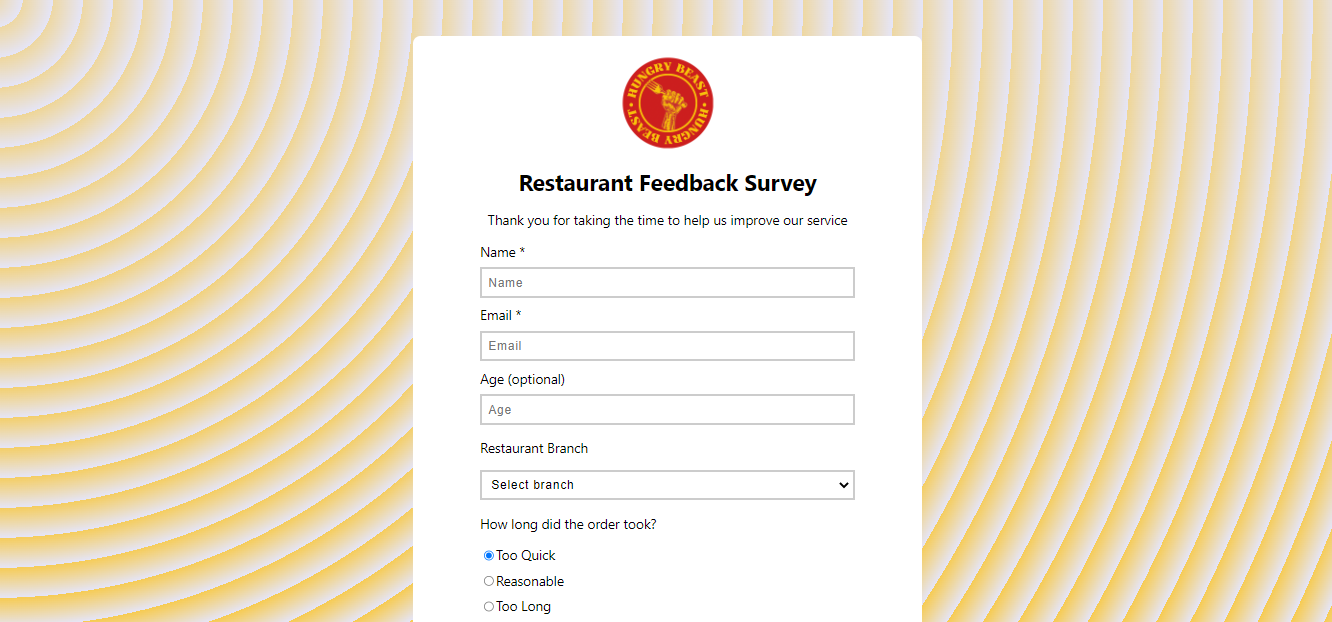 HUNGRY BEAST • HUNGRY BEAST •
Restaurant Feedback Survey
Thank you for taking the time to help us improve our service
Name *
Name
Email *
Email
Age (optional)
Age
Restaurant Branch
Select branch
How long did the order took?
Too Quick
Reasonable
Too Long